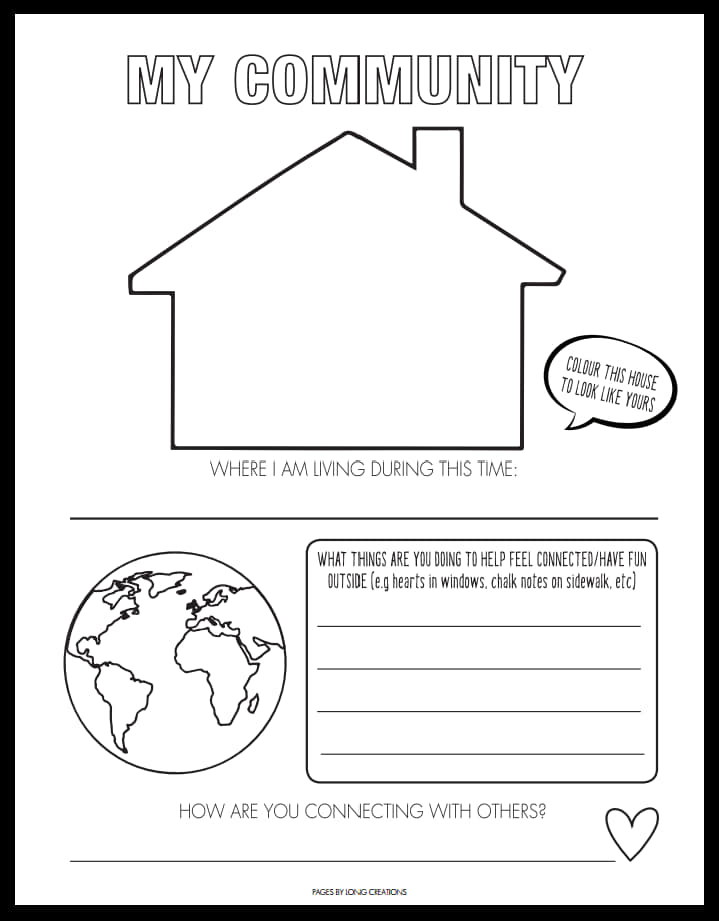 MY COMMUNITY
COLOUR THIS HOUSE
TO LOOK LIKE YOURS
WHERE I AM LIVING DURING THIS TIME:
WHAT THINGS ARE YOU DOING TO HELP FEEL CONNECTED/HAVE FUN
OUTSIDE (e.g hearts in windows, chalk notes on sidewalk, etc)
HOW ARE YOU CONNECTING WITH OTHERS?
PAGES BY LONG CREATIONS